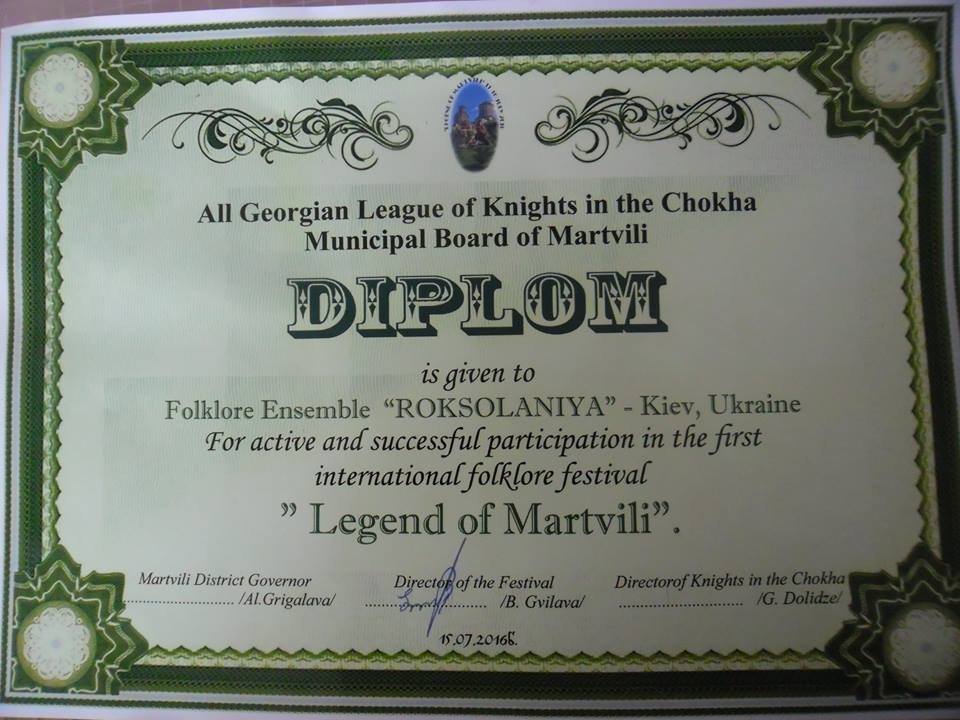 All Georgian League of Knights in the Chokha
Municipal Board of Martvili
DIPLOM
is given to
Folklore Ensemble “ROKSOLANIYA” - Kiev, Ukraine
For active and successful participation in the first
international folklore festival
” Legend of Martvili”.
Martvili District Governor Director of the Festival Directorof Knights in the Chokha
........................... /Al.Grigalava/ ............................. /B. Gvilava/ ............................. /G. Dolidze/
15.07.2016წ.